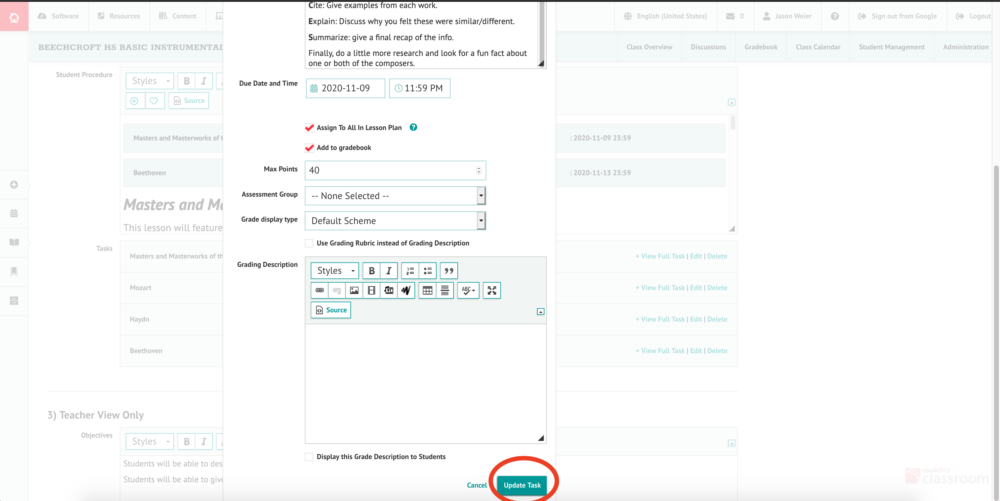 Software
Resources
Content
English (United States)
0
Jason Weier
Sign out from Google
Logout
BEECHCROFT HS BASIC INSTRUMENTAL
Class Overview
Discussions
Gradebook
Class Calendar
Student Management
Administration
Cite: Give examples from each work.
Explain: Discuss why you felt these were similar/different.
Summarize: give a final recap of the info.
Finally, do a little more research and look for a fun fact about
one or both of the composers.
Student Procedure
Styles
B I
Source
Due Date and Time
2020-11-09
11:59 PM
Assign To All In Lesson Plan
Add to gradebook
Masters and Masterworks of
: 2020-11-09 23:59
Beethoven
: 2020-11-13 23:59
Masters and
This lesson will feature
Max Points
40
Assessment Group
-- None Selected --
Grade display type
Default Scheme
Use Grading Rubric instead of Grading Description
Tasks
Masters and Masterworks of th
+ View Full Task | Edit | Delete
Mozart
+ View Full Task | Edit | Delete
Haydn
+ View Full Task | Edit | Delete
Beethoven
+ View Full Task | Edit | Delete
Grading Description
Styles
B I
ABC
Source
3) Teacher View Only
Objectives
Styles
B I
Students will be able to des
Students will be able to give
Display this Grade Description to Students
Cancel
Update Task
musicfirst
classroom